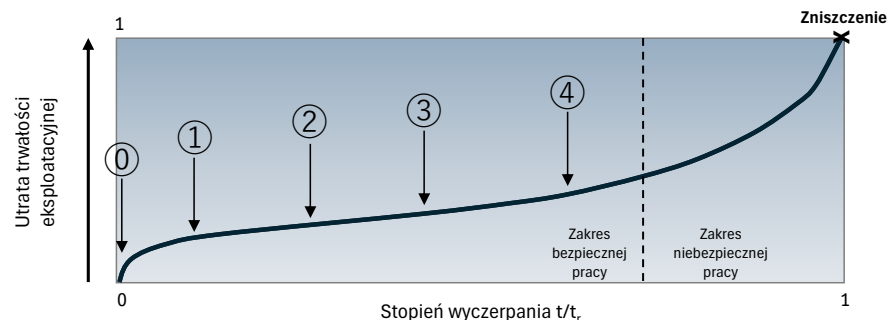 1
Zniszczenie
Utrata trwałości
eksploatacyjnej
0
1
2
3
4
Zakres
bezpiecznej
pracy
Zakres
niebezpiecznej
pracy
0
1
Stopień wyczerpania t/tᵣ